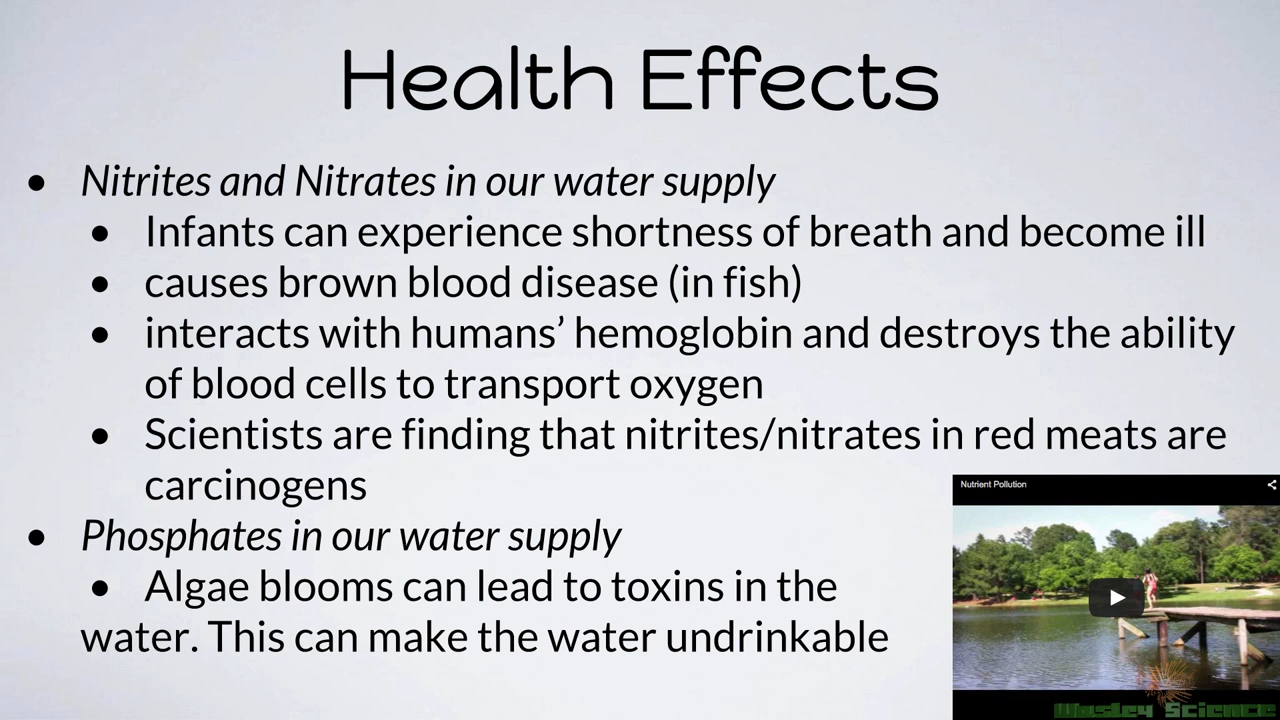 Health Effects
• Nitrites and Nitrates in our water supply
• Infants can experience shortness of breath and become ill
• causes brown blood disease (in fish)
• interacts with humans’ hemoglobin and destroys the ability
of blood cells to transport oxygen
• Scientists are finding that nitrites/nitrates in red meats are
carcinogens
• Phosphates in our water supply
• Algae blooms can lead to toxins in the
water. This can make the water undrinkable
Nutrient Pollution
Wasley Science